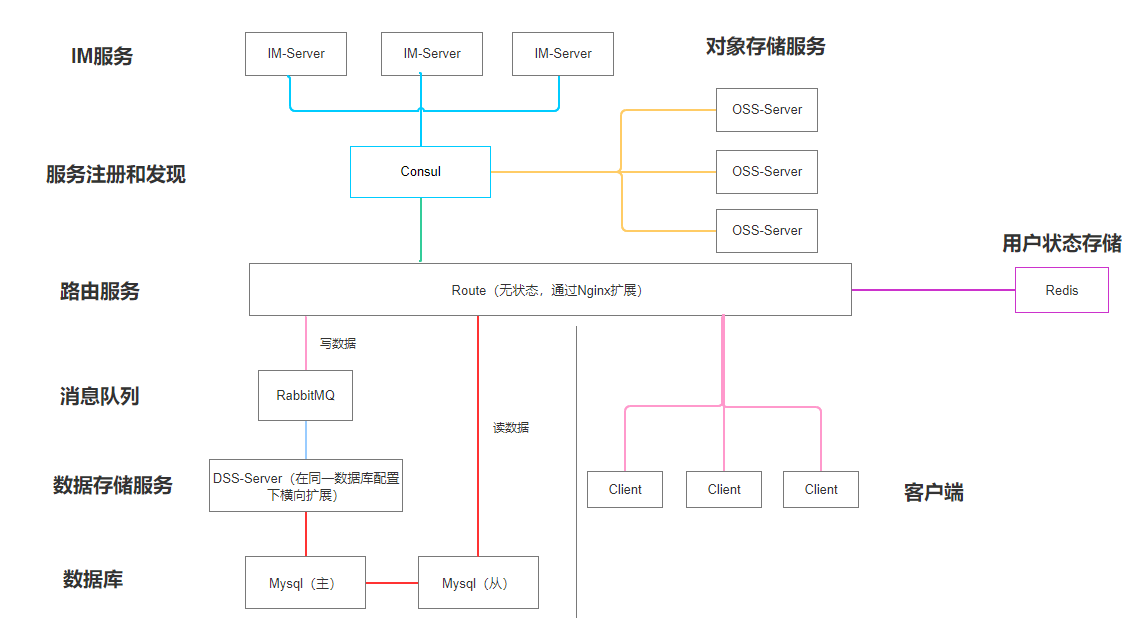 IM服务
IM-Server
IM-Server
IM-Server
对象存储服务
OSS-Server
服务注册和发现
Consul
OSS-Server
OSS-Server
用户状态存储
路由服务
Route（无状态，通过Nginx扩展）
Redis
写数据
消息队列
RabbitMQ
读数据
数据存储服务
DSS-Server（在同一数据库配置
下横向扩展）
Client
Client
Client
客户端
数据库
Mysql（主）
Mysql（从）